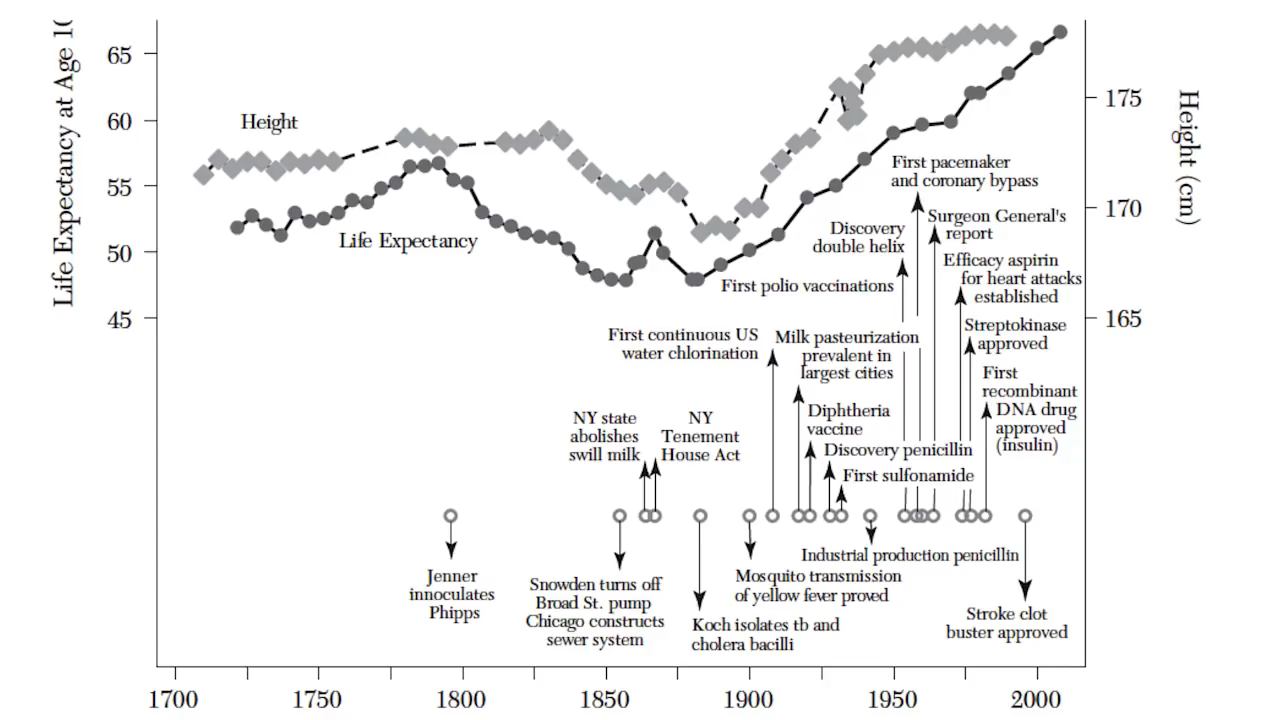 Life Expectancy at Age 10
65
60
55
50
45
Height
Life Expectancy
175
170
165
Height (cm)
First pacemaker
and coronary bypass
Discovery
double helix
Surgeon General's
report
Efficacy aspirin
for heart attacks
established
First polio vaccinations
Streptokinase
approved
First continuous US
water chlorination
Milk pasteurization
prevalent in
largest cities
First
recombinant
DNA drug
approved
(insulin)
NY state
abolishes
swill milk
NY
Tenement
House Act
Diphtheria
vaccine
Discovery penicillin
First sulfonamide
Industrial production penicillin
Jenner
innoculates
Phipps
Snowden turns off
Broad St. pump
Chicago constructs
sewer system
Mosquito transmission
of yellow fever proved
Koch isolates tb and
cholera bacilli
Stroke clot
buster approved
1700
1750
1800
1850
1900
1950
2000